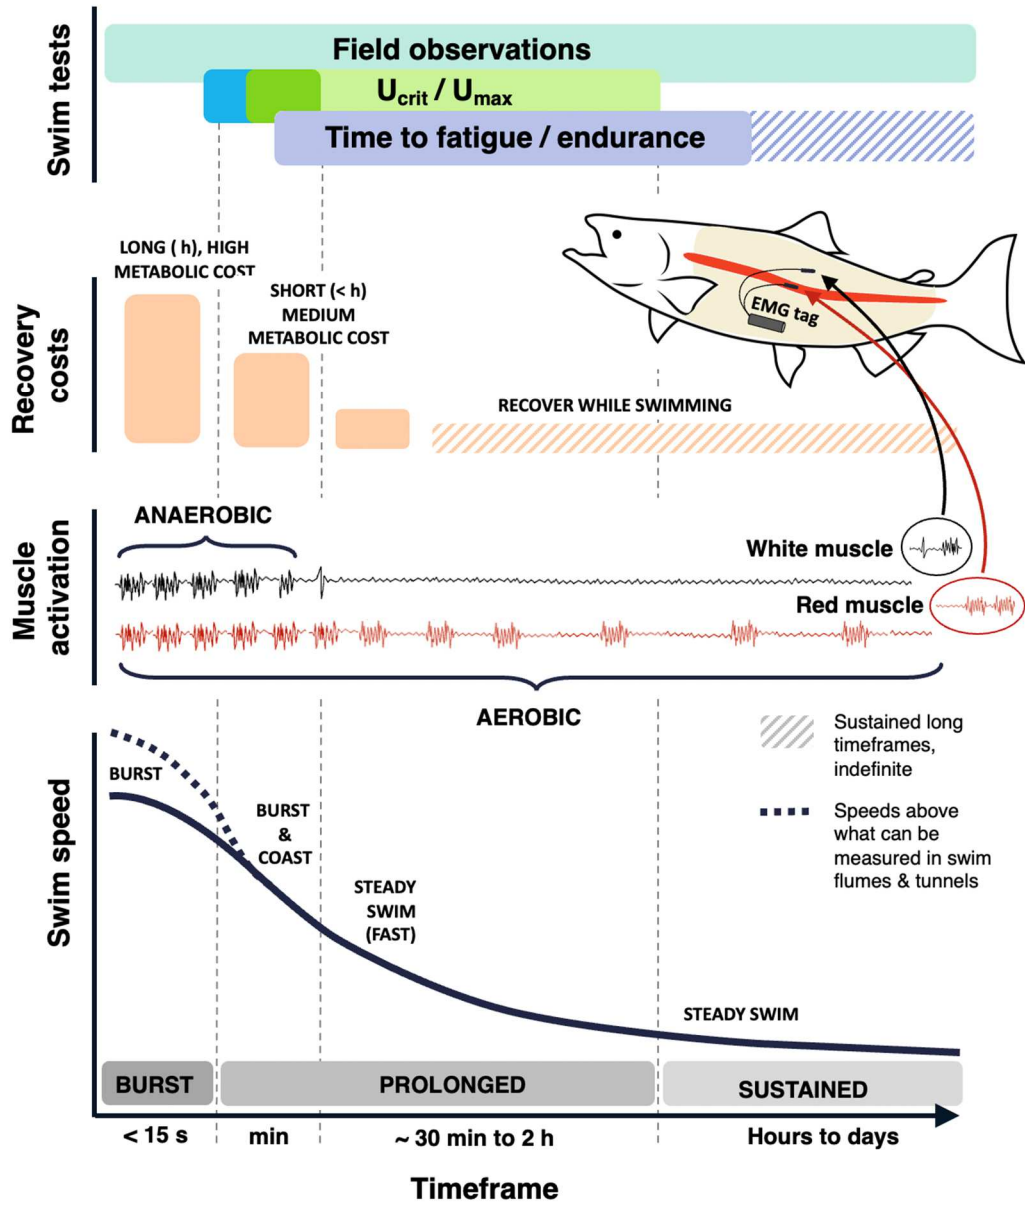 Swim tests
Field observations
Ucrit / Umax
Time to fatigue / endurance
Recovery
costs
LONG ( h), HIGH
METABOLIC COST
SHORT (< h)
MEDIUM
METABOLIC COST
RECOVER WHILE SWIMMING
EMG tag
Muscle
activation
ANAEROBIC
White muscle
Red muscle
AEROBIC
Swim speed
BURST
BURST
&
COAST
STEADY
SWIM
(FAST)
STEADY SWIM
Sustained long
timeframes,
indefinite
Speeds above
what can be
measured in swim
flumes & tunnels
BURST
PROLONGED
SUSTAINED
< 15 s
min
~ 30 min to 2 h
Hours to days
Timeframe